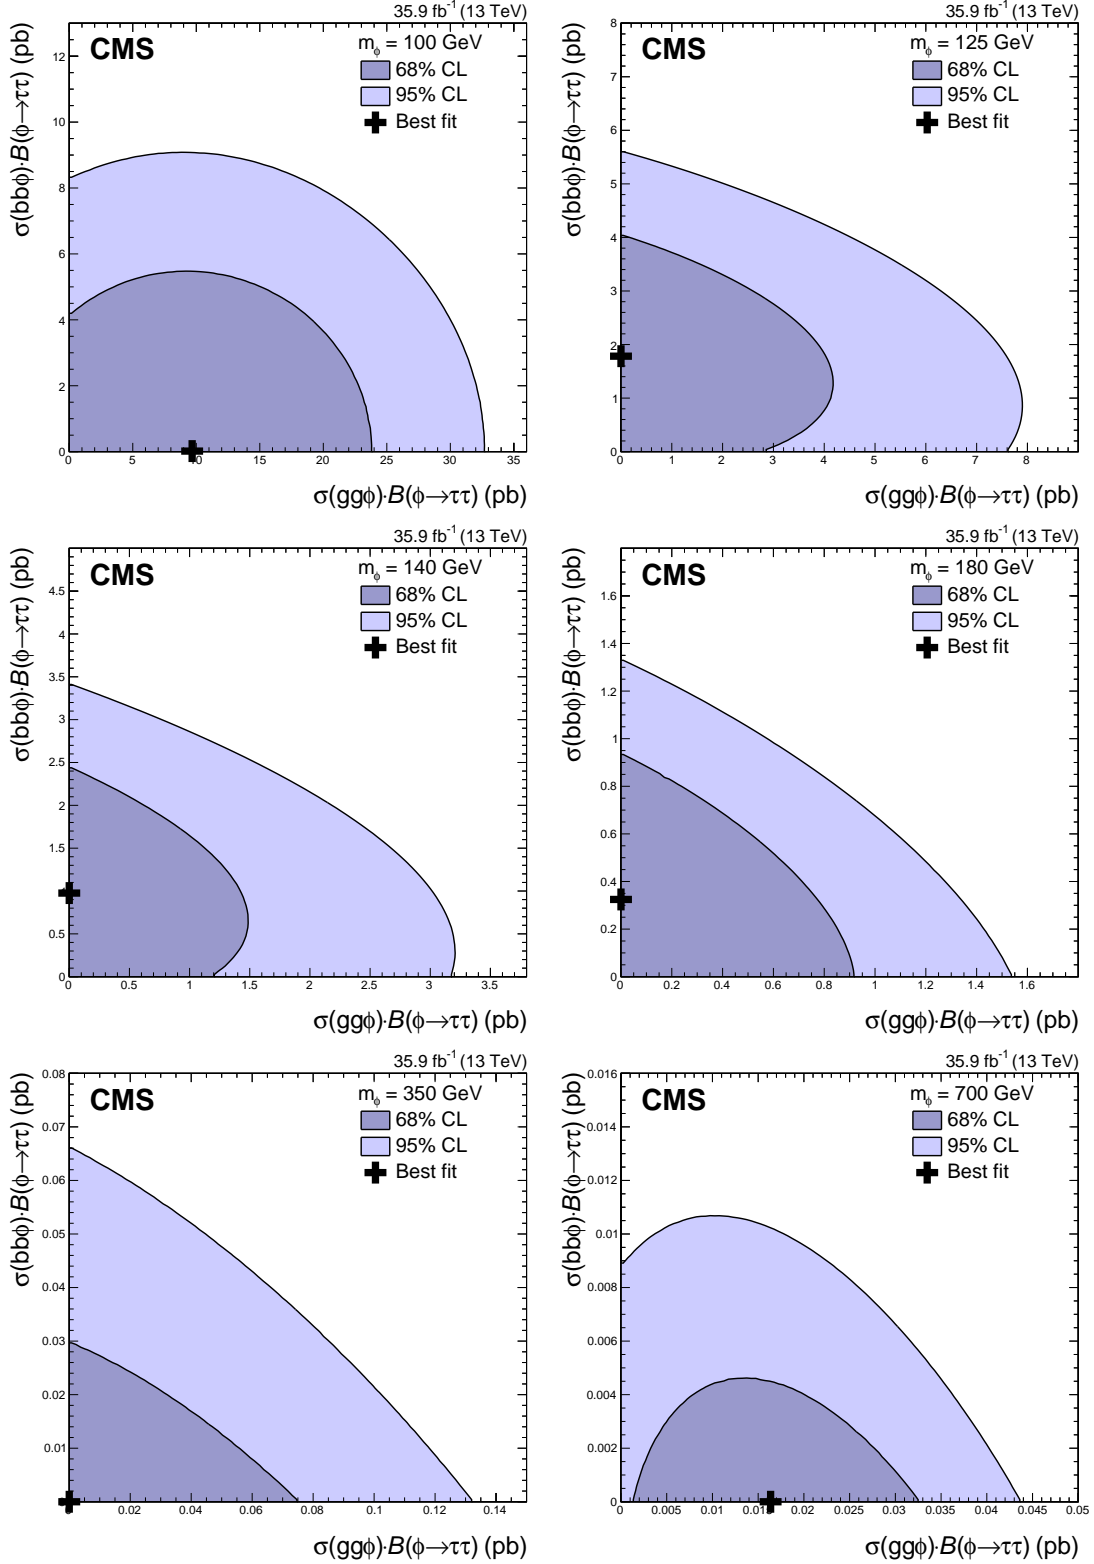 35.9 fb⁻¹ (13 TeV)
CMS
m_ϕ = 100 GeV
68% CL
95% CL
Best fit
σ(bbϕ)·B(ϕ→ττ) (pb)
12
10
8
6
4
2
0
0 5 10 15 20 25 30 35
σ(ggϕ)·B(ϕ→ττ) (pb)
35.9 fb⁻¹ (13 TeV)
CMS
m_ϕ = 125 GeV
68% CL
95% CL
Best fit
σ(bbϕ)·B(ϕ→ττ) (pb)
8
7
6
5
4
3
2
1
0
0 1 2 3 4 5 6 7 8
σ(ggϕ)·B(ϕ→ττ) (pb)
35.9 fb⁻¹ (13 TeV)
CMS
m_ϕ = 140 GeV
68% CL
95% CL
Best fit
σ(bbϕ)·B(ϕ→ττ) (pb)
4.5
4
3.5
3
2.5
2
1.5
1
0.5
0
0 0.5 1 1.5 2 2.5 3 3.5
σ(ggϕ)·B(ϕ→ττ) (pb)
35.9 fb⁻¹ (13 TeV)
CMS
m_ϕ = 180 GeV
68% CL
95% CL
Best fit
σ(bbϕ)·B(ϕ→ττ) (pb)
1.6
1.4
1.2
1
0.8
0.6
0.4
0.2
0
0 0.2 0.4 0.6 0.8 1 1.2 1.4 1.6
σ(ggϕ)·B(ϕ→ττ) (pb)
35.9 fb⁻¹ (13 TeV)
CMS
m_ϕ = 350 GeV
68% CL
95% CL
Best fit
σ(bbϕ)·B(ϕ→ττ) (pb)
0.08
0.07
0.06
0.05
0.04
0.03
0.02
0.01
0
0.02 0.04 0.06 0.08 0.1 0.12 0.14
σ(ggϕ)·B(ϕ→ττ) (pb)
35.9 fb⁻¹ (13 TeV)
CMS
m_ϕ = 700 GeV
68% CL
95% CL
Best fit
σ(bbϕ)·B(ϕ→ττ) (pb)
0.016
0.014
0.012
0.01
0.008
0.006
0.004
0.002
0
0 0.005 0.01 0.015 0.02 0.025 0.03 0.035 0.04 0.045 0.05
σ(ggϕ)·B(ϕ→ττ) (pb)